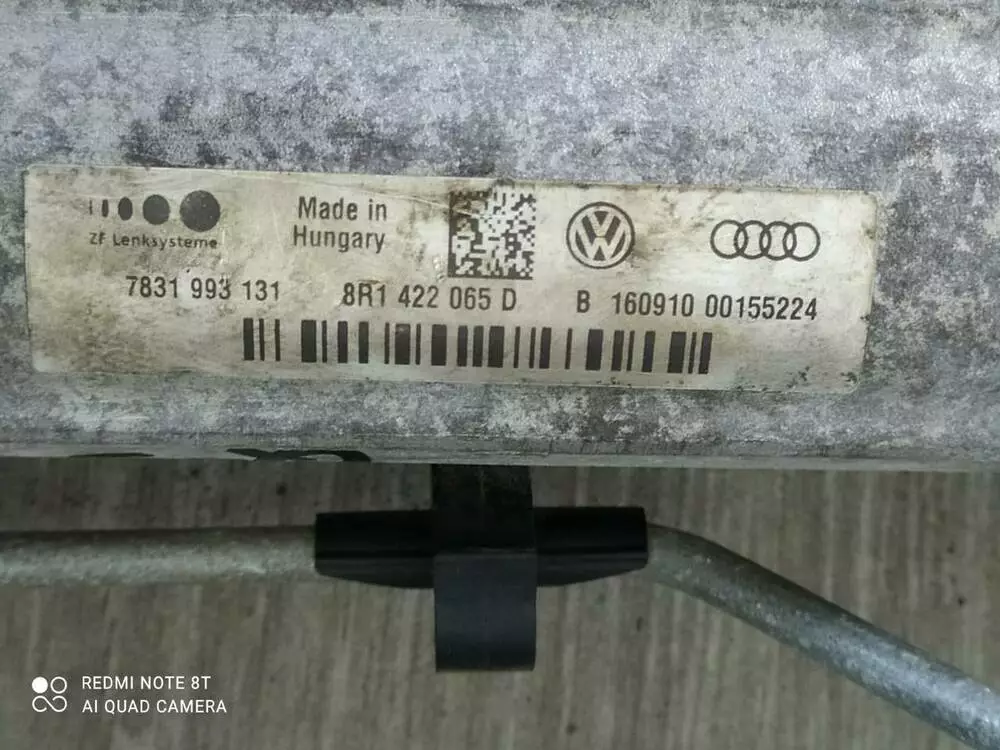 ZF Lenksysteme
Made in
Hungary
7831 993 131 8R1 422 065 D B 160910 00155224
REDMI NOTE 8T
AI QUAD CAMERA